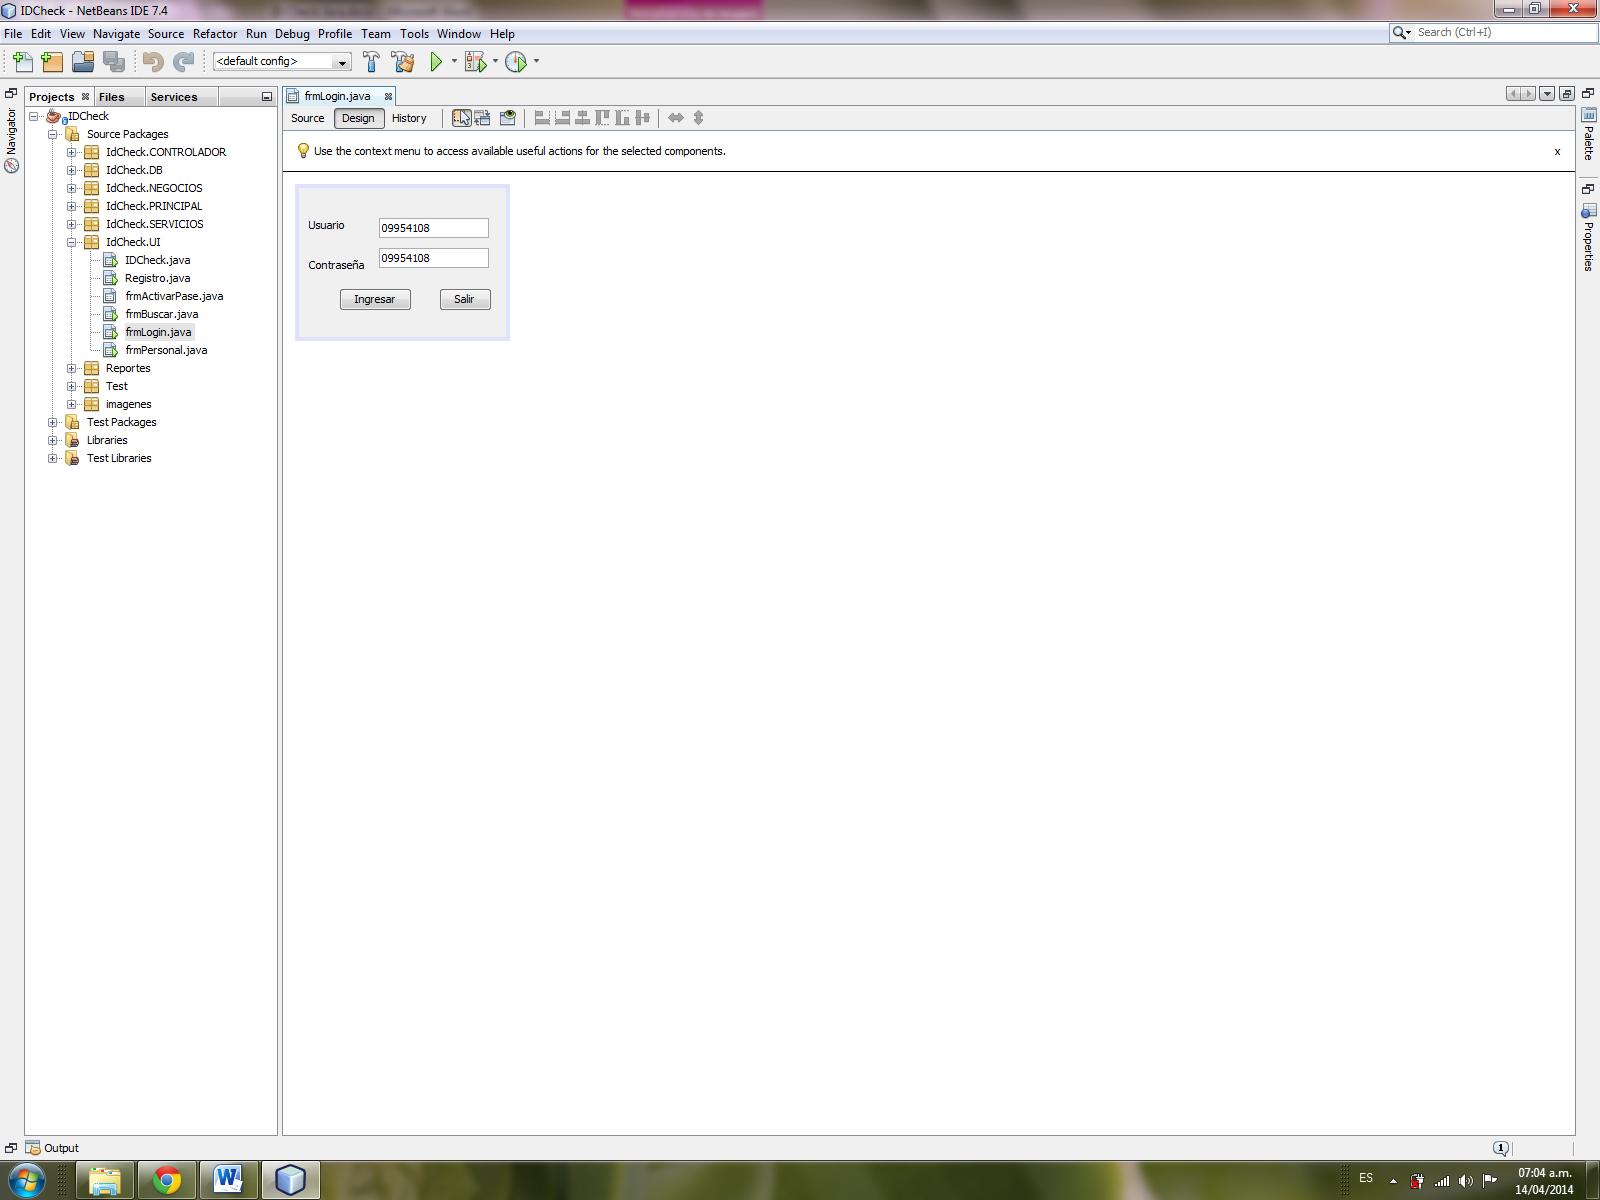 IDCheck - NetBeans IDE 7.4
File Edit View Navigate Source Refactor Run Debug Profile Team Tools Window Help
Search (Ctrl+I)
<default config>
Projects Files Services
frmLogin.java
Source Design History
Use the context menu to access available useful actions for the selected components.
x
Navigator
IDCheck
Source Packages
IdCheck.CONTROLADOR
IdCheck.DB
IdCheck.NEGOCIOS
IdCheck.PRINCIPAL
IdCheck.SERVICIOS
IdCheck.UI
IDCheck.java
Registro.java
frmActivarPase.java
frmBuscar.java
frmLogin.java
frmPersonal.java
Reportes
Test
imagenes
Test Packages
Libraries
Test Libraries
Usuario 09954108
Contraseña 09954108
Ingresar Salir
Palette
Properties
Output
1
ES
07:04 a.m.
14/04/2014